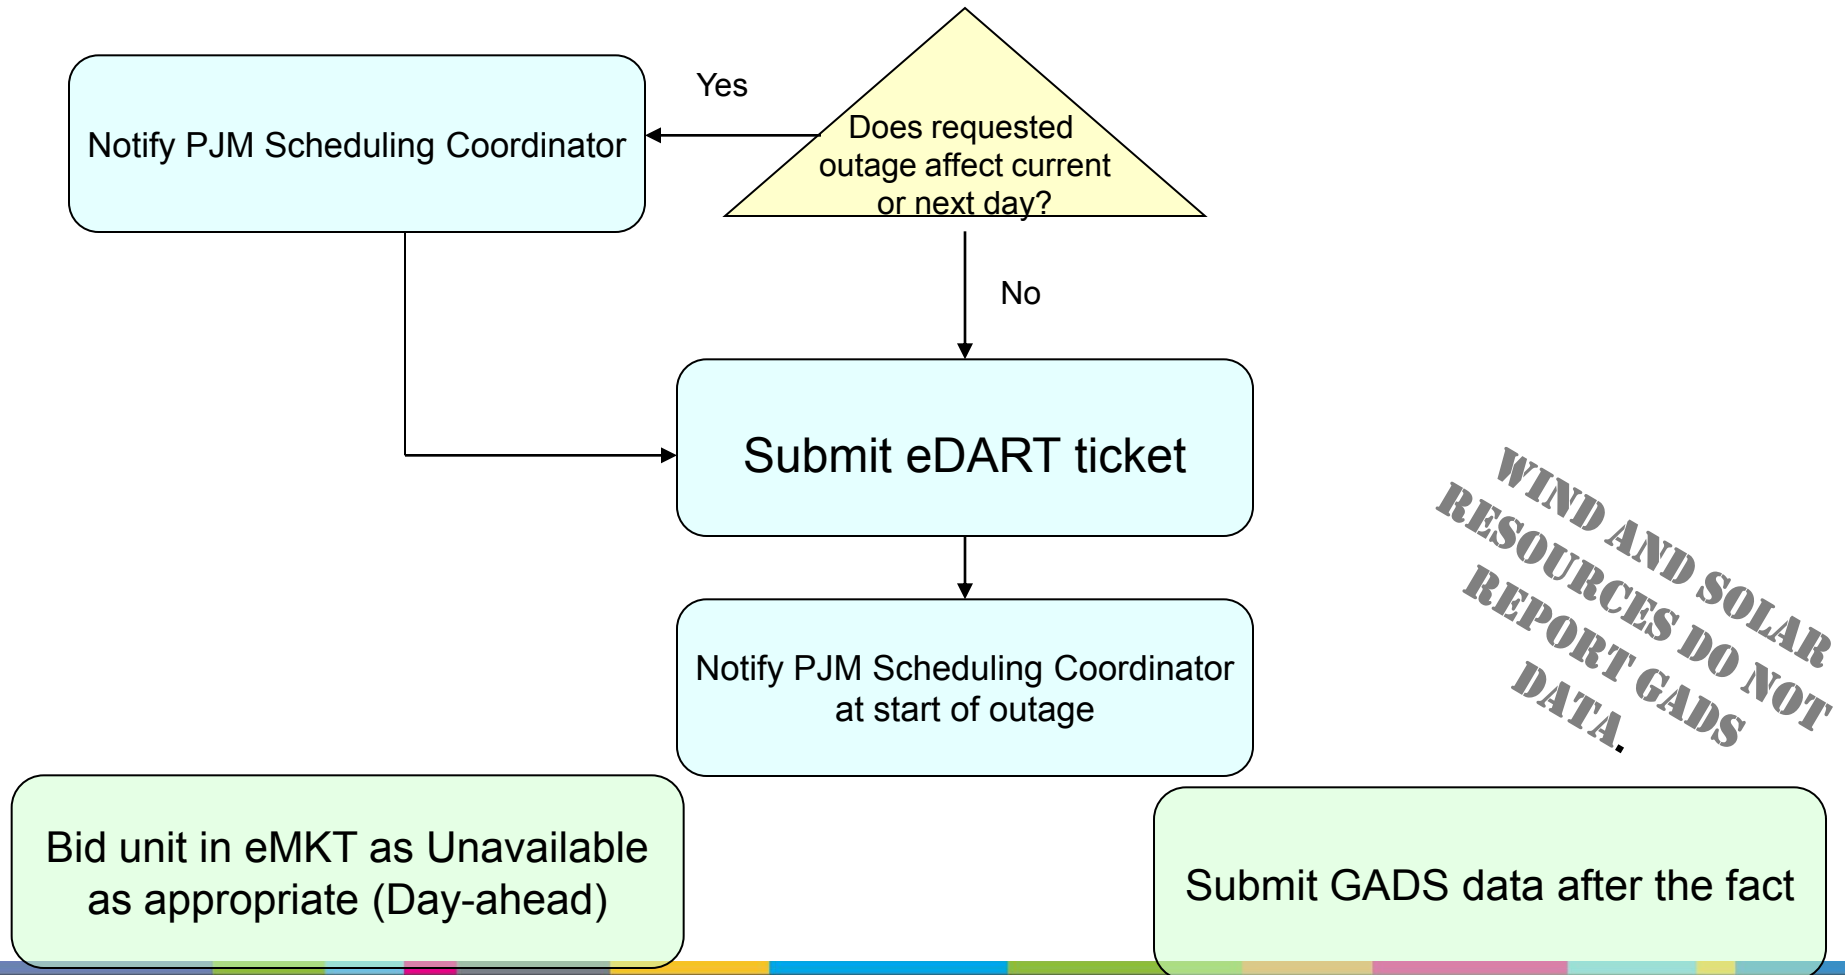 Yes
Does requested
outage affect current
or next day?
Notify PJM Scheduling Coordinator
No
Submit eDART ticket
WIND AND SOLAR
RESOURCES DO NOT
REPORT GADS
DATA.
Notify PJM Scheduling Coordinator
at start of outage
Bid unit in eMKT as Unavailable
as appropriate (Day-ahead)
Submit GADS data after the fact